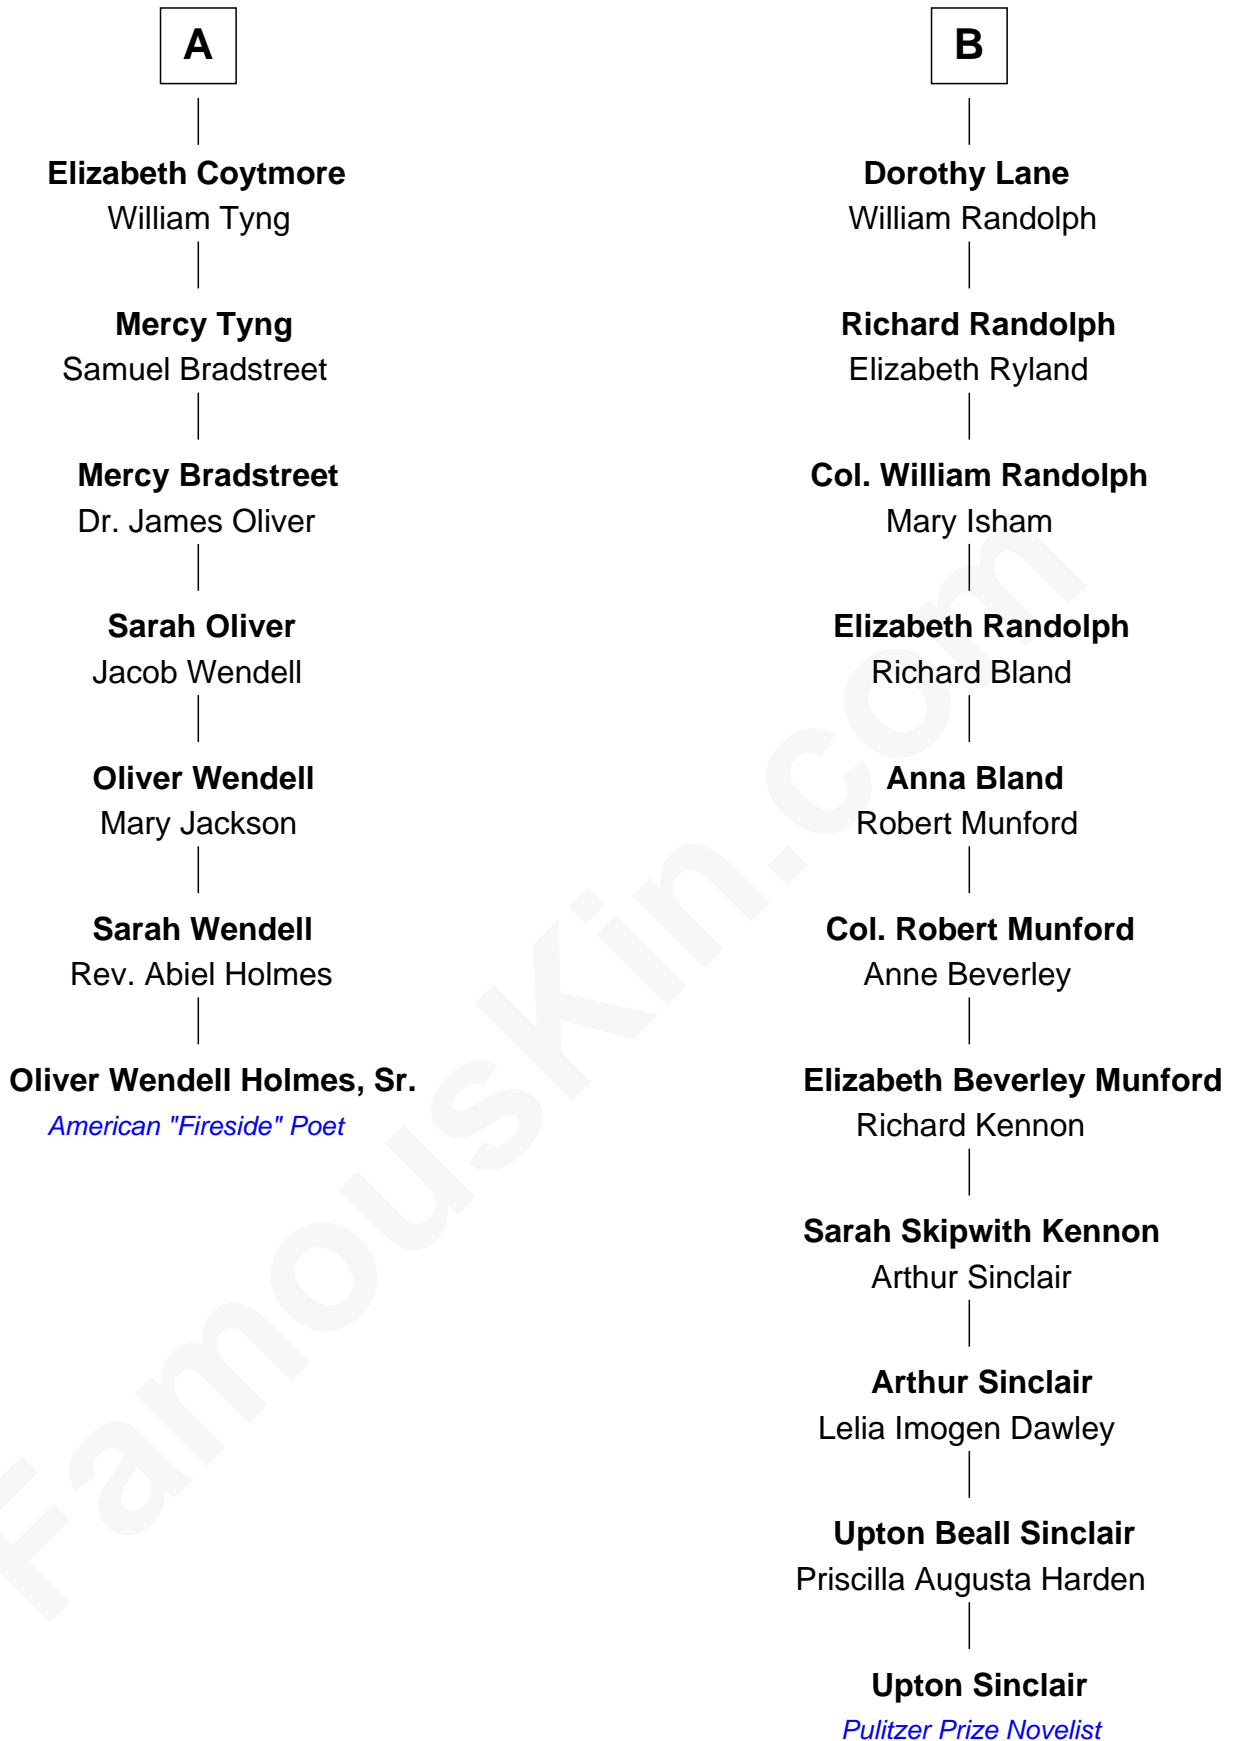 A
Elizabeth Coytmore
William Tyng
Mercy Tyng
Samuel Bradstreet
Mercy Bradstreet
Dr. James Oliver
Sarah Oliver
Jacob Wendell
Oliver Wendell
Mary Jackson
Sarah Wendell
Rev. Abiel Holmes
Oliver Wendell Holmes, Sr.
American "Fireside" Poet
B
Dorothy Lane
William Randolph
Richard Randolph
Elizabeth Ryland
Col. William Randolph
Mary Isham
Elizabeth Randolph
Richard Bland
Anna Bland
Robert Munford
Col. Robert Munford
Anne Beverley
Elizabeth Beverley Munford
Richard Kennon
Sarah Skipwith Kennon
Arthur Sinclair
Arthur Sinclair
Lelia Imogen Dawley
Upton Beall Sinclair
Priscilla Augusta Harden
Upton Sinclair
Pulitzer Prize Novelist
FamousKin.com